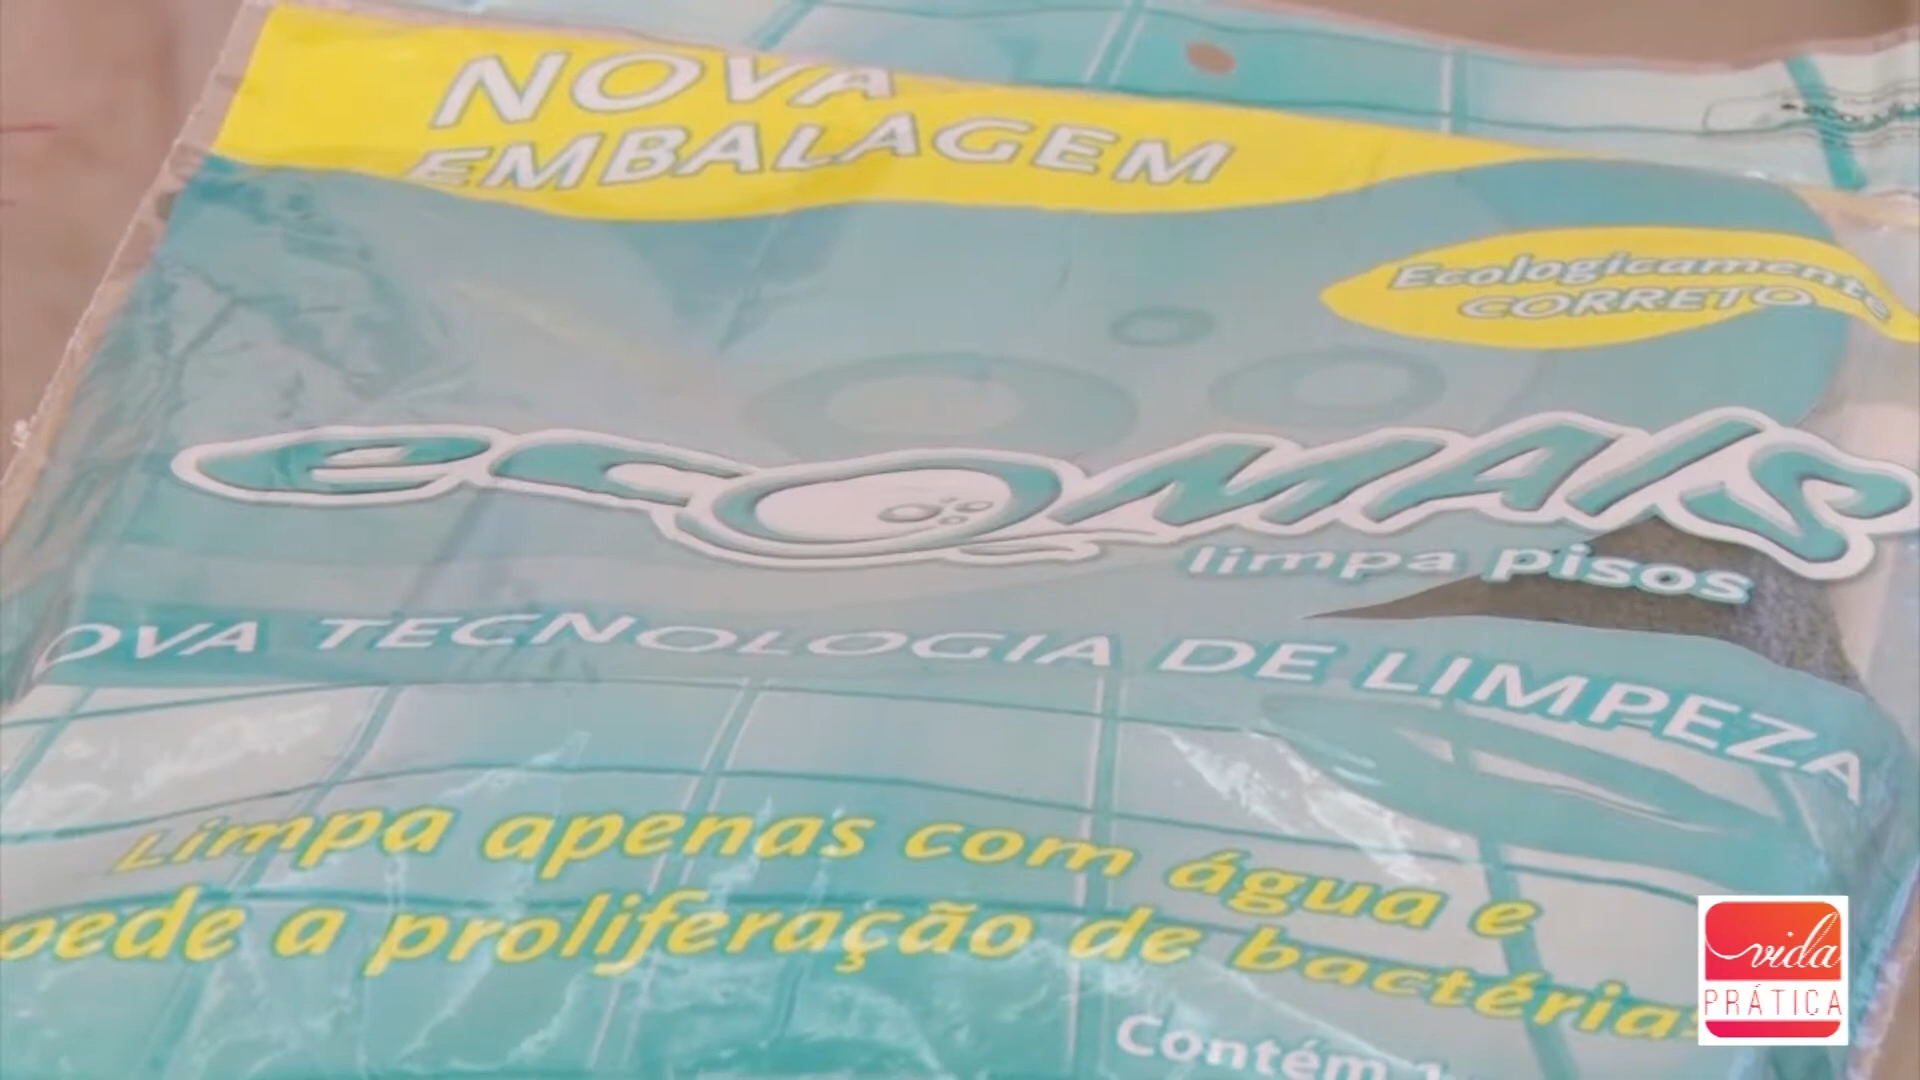 NOVA
EMBALAGEM
Ecologicamente
CORRETO
ecomais
limpa pisos
OVA TECNOLOGIA DE LIMPEZA
Limpa apenas com água e
pede a proliferação de bactérias
Contém 1
vida
PRÁTICA